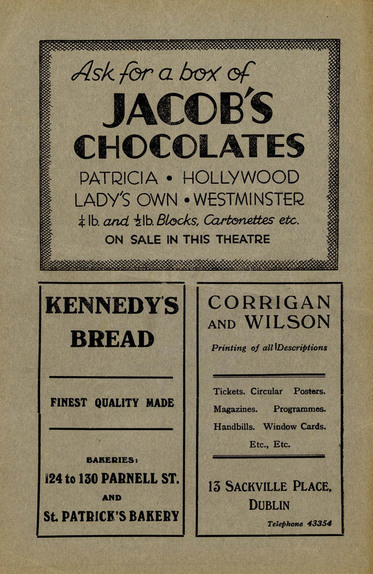 Ask for a box of
JACOB'S
CHOCOLATES
PATRICIA • HOLLYWOOD
LADY'S OWN • WESTMINSTER
¼ lb. and ½ lb. Blocks, Cartonettes etc.
ON SALE IN THIS THEATRE
KENNEDY'S
BREAD
FINEST QUALITY MADE
BAKERIES:
124 to 130 PARNELL ST.
AND
St. PATRICK'S BAKERY
CORRIGAN
AND WILSON
Printing of all Descriptions
Tickets. Circular Posters.
Magazines. Programmes.
Handbills. Window Cards.
Etc., Etc.
13 SACKVILLE PLACE,
DUBLIN
Telephone 43354